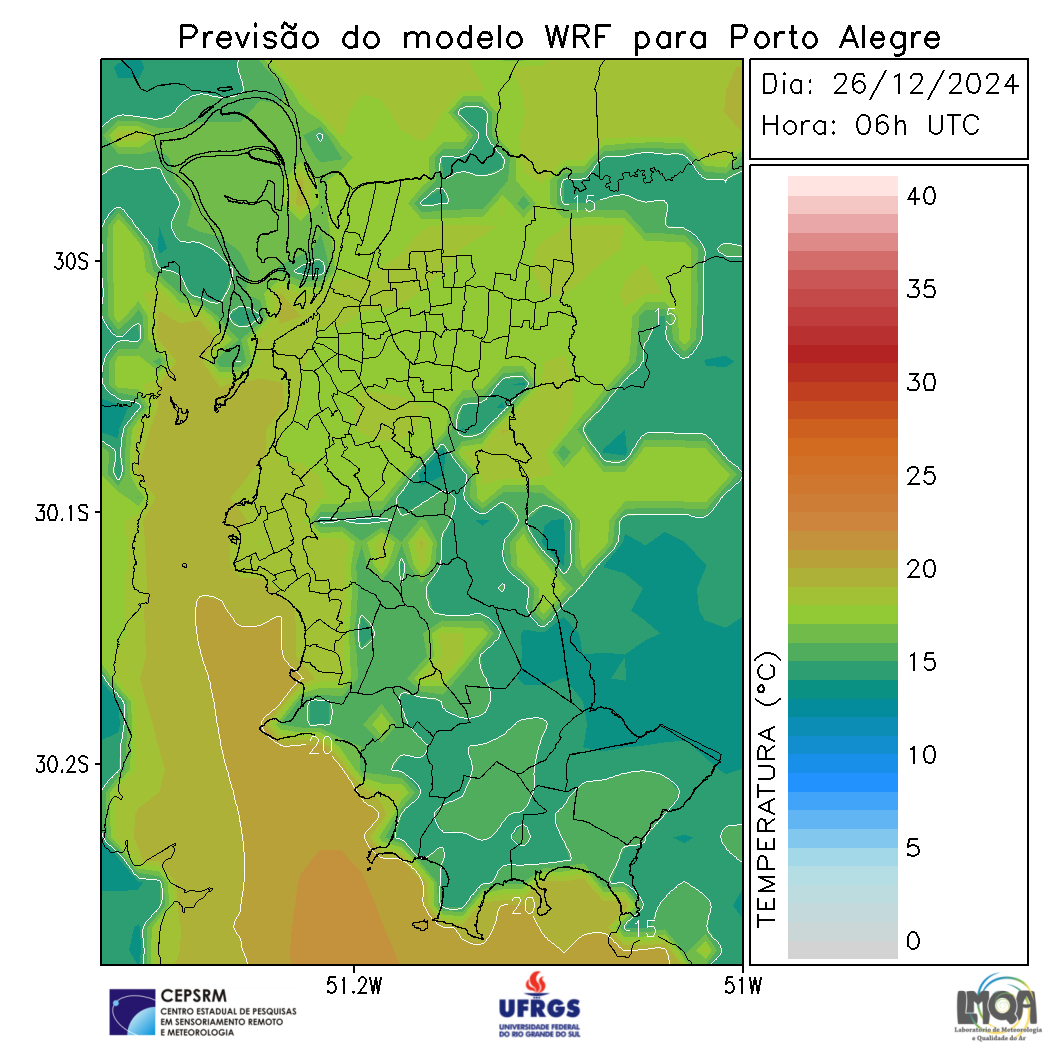 Previsão do modelo WRF para Porto Alegre
Dia: 26/12/2024
Hora: 06h UTC
30S
30.1S
30.2S
51.2W
51W
15
15
20
20
15
TEMPERATURA (°C)
40
35
30
25
20
15
10
5
0
CEPSRM
CENTRO ESTADUAL DE PESQUISAS
EM SENSORIAMENTO REMOTO
E METEOROLOGIA
UFRGS
UNIVERSIDADE FEDERAL
DO RIO GRANDE DO SUL
LMQA
Laboratório de Meteorologia
e Qualidade do Ar